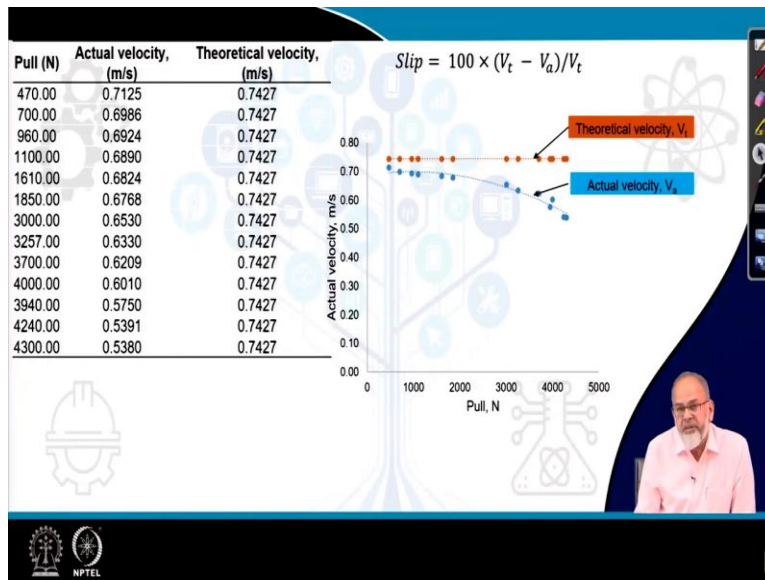 Pull (N) Actual velocity, (m/s) Theoretical velocity, (m/s)
470.00 0.7125 0.7427
700.00 0.6986 0.7427
960.00 0.6924 0.7427
1100.00 0.6890 0.7427
1610.00 0.6824 0.7427
1850.00 0.6768 0.7427
3000.00 0.6530 0.7427
3257.00 0.6330 0.7427
3700.00 0.6209 0.7427
4000.00 0.6010 0.7427
3940.00 0.5750 0.7427
4240.00 0.5391 0.7427
4300.00 0.5380 0.7427
Slip = 100 × (Vt − Va)/Vt
Theoretical velocity, Vt
Actual velocity, Va
Actual velocity, m/s
0.80
0.70
0.60
0.50
0.40
0.30
0.20
0.10
0.00
0 1000 2000 3000 4000 5000
Pull, N
NPTEL